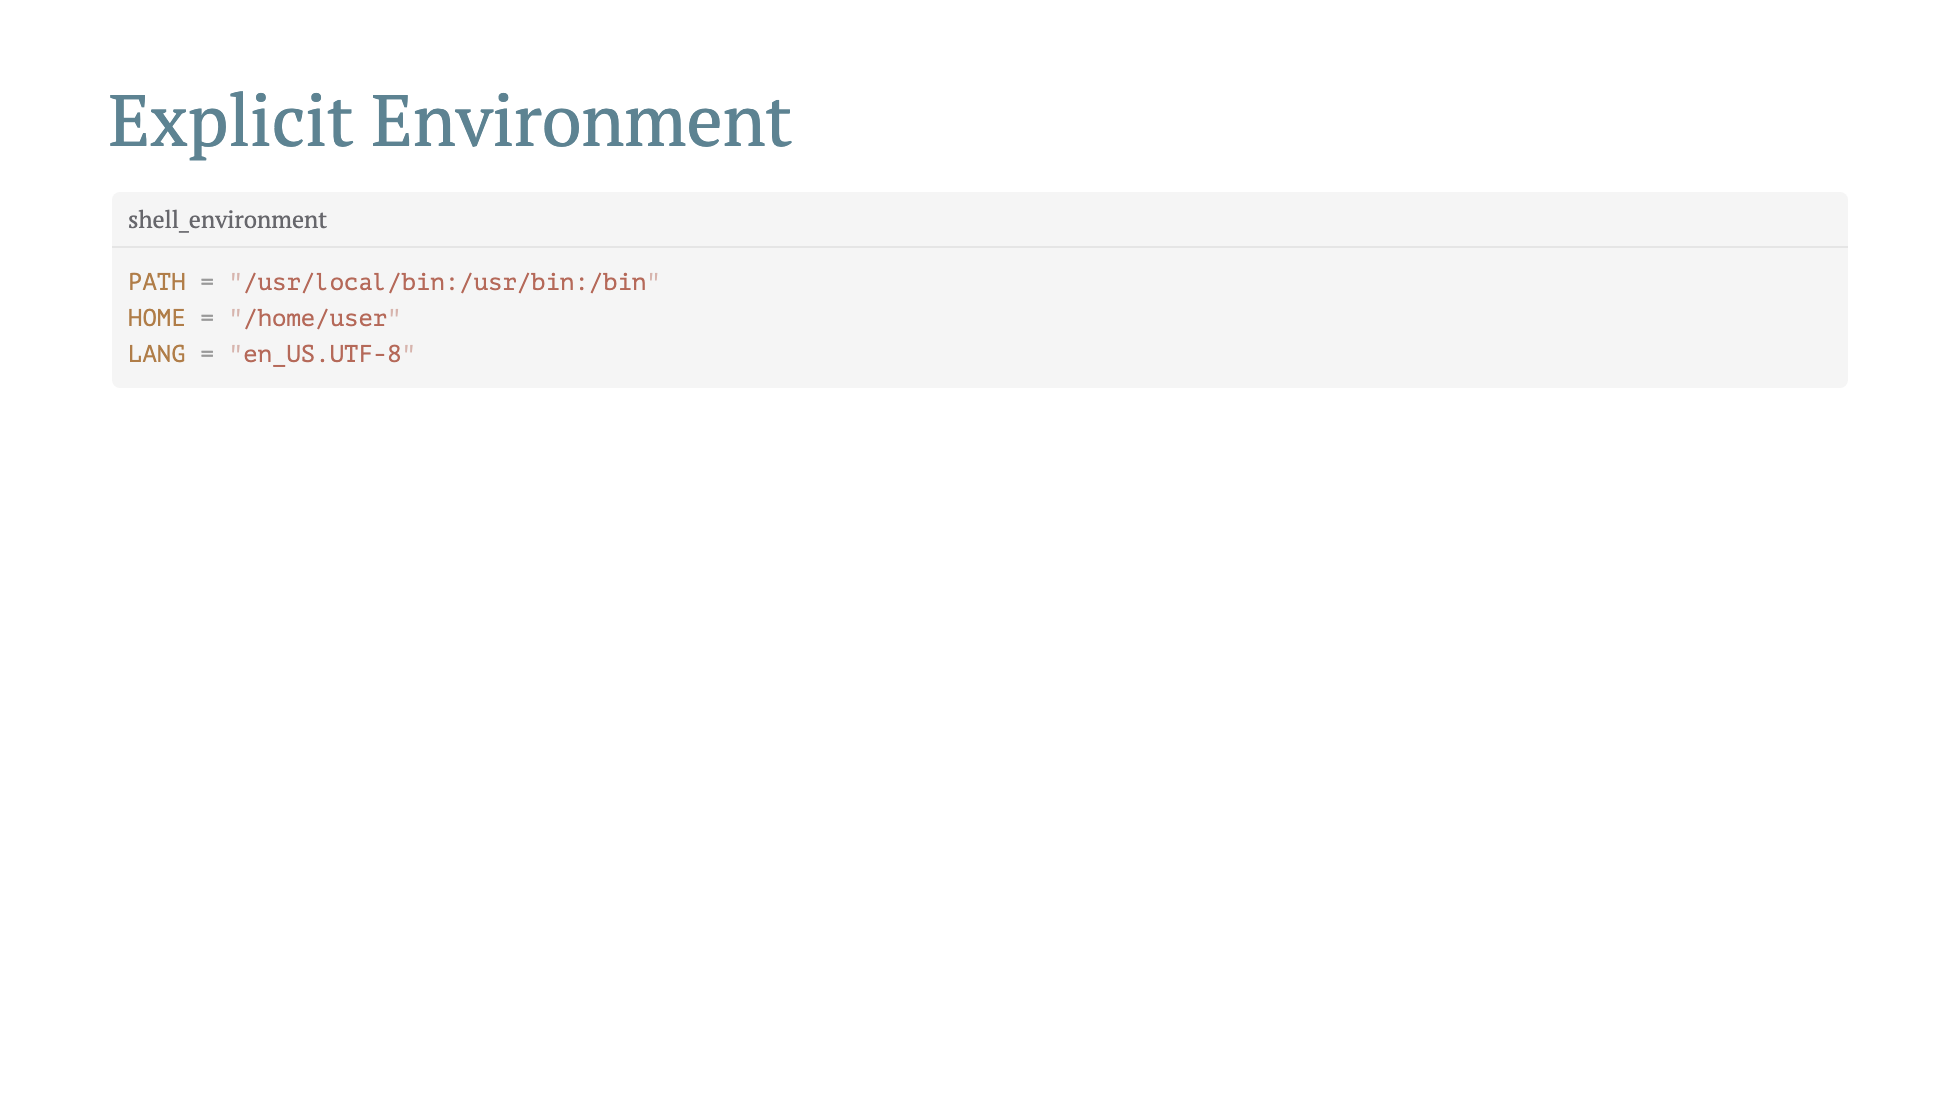 Explicit Environment
shell_environment
PATH = "/usr/local/bin:/usr/bin:/bin"
HOME = "/home/user"
LANG = "en_US.UTF-8"